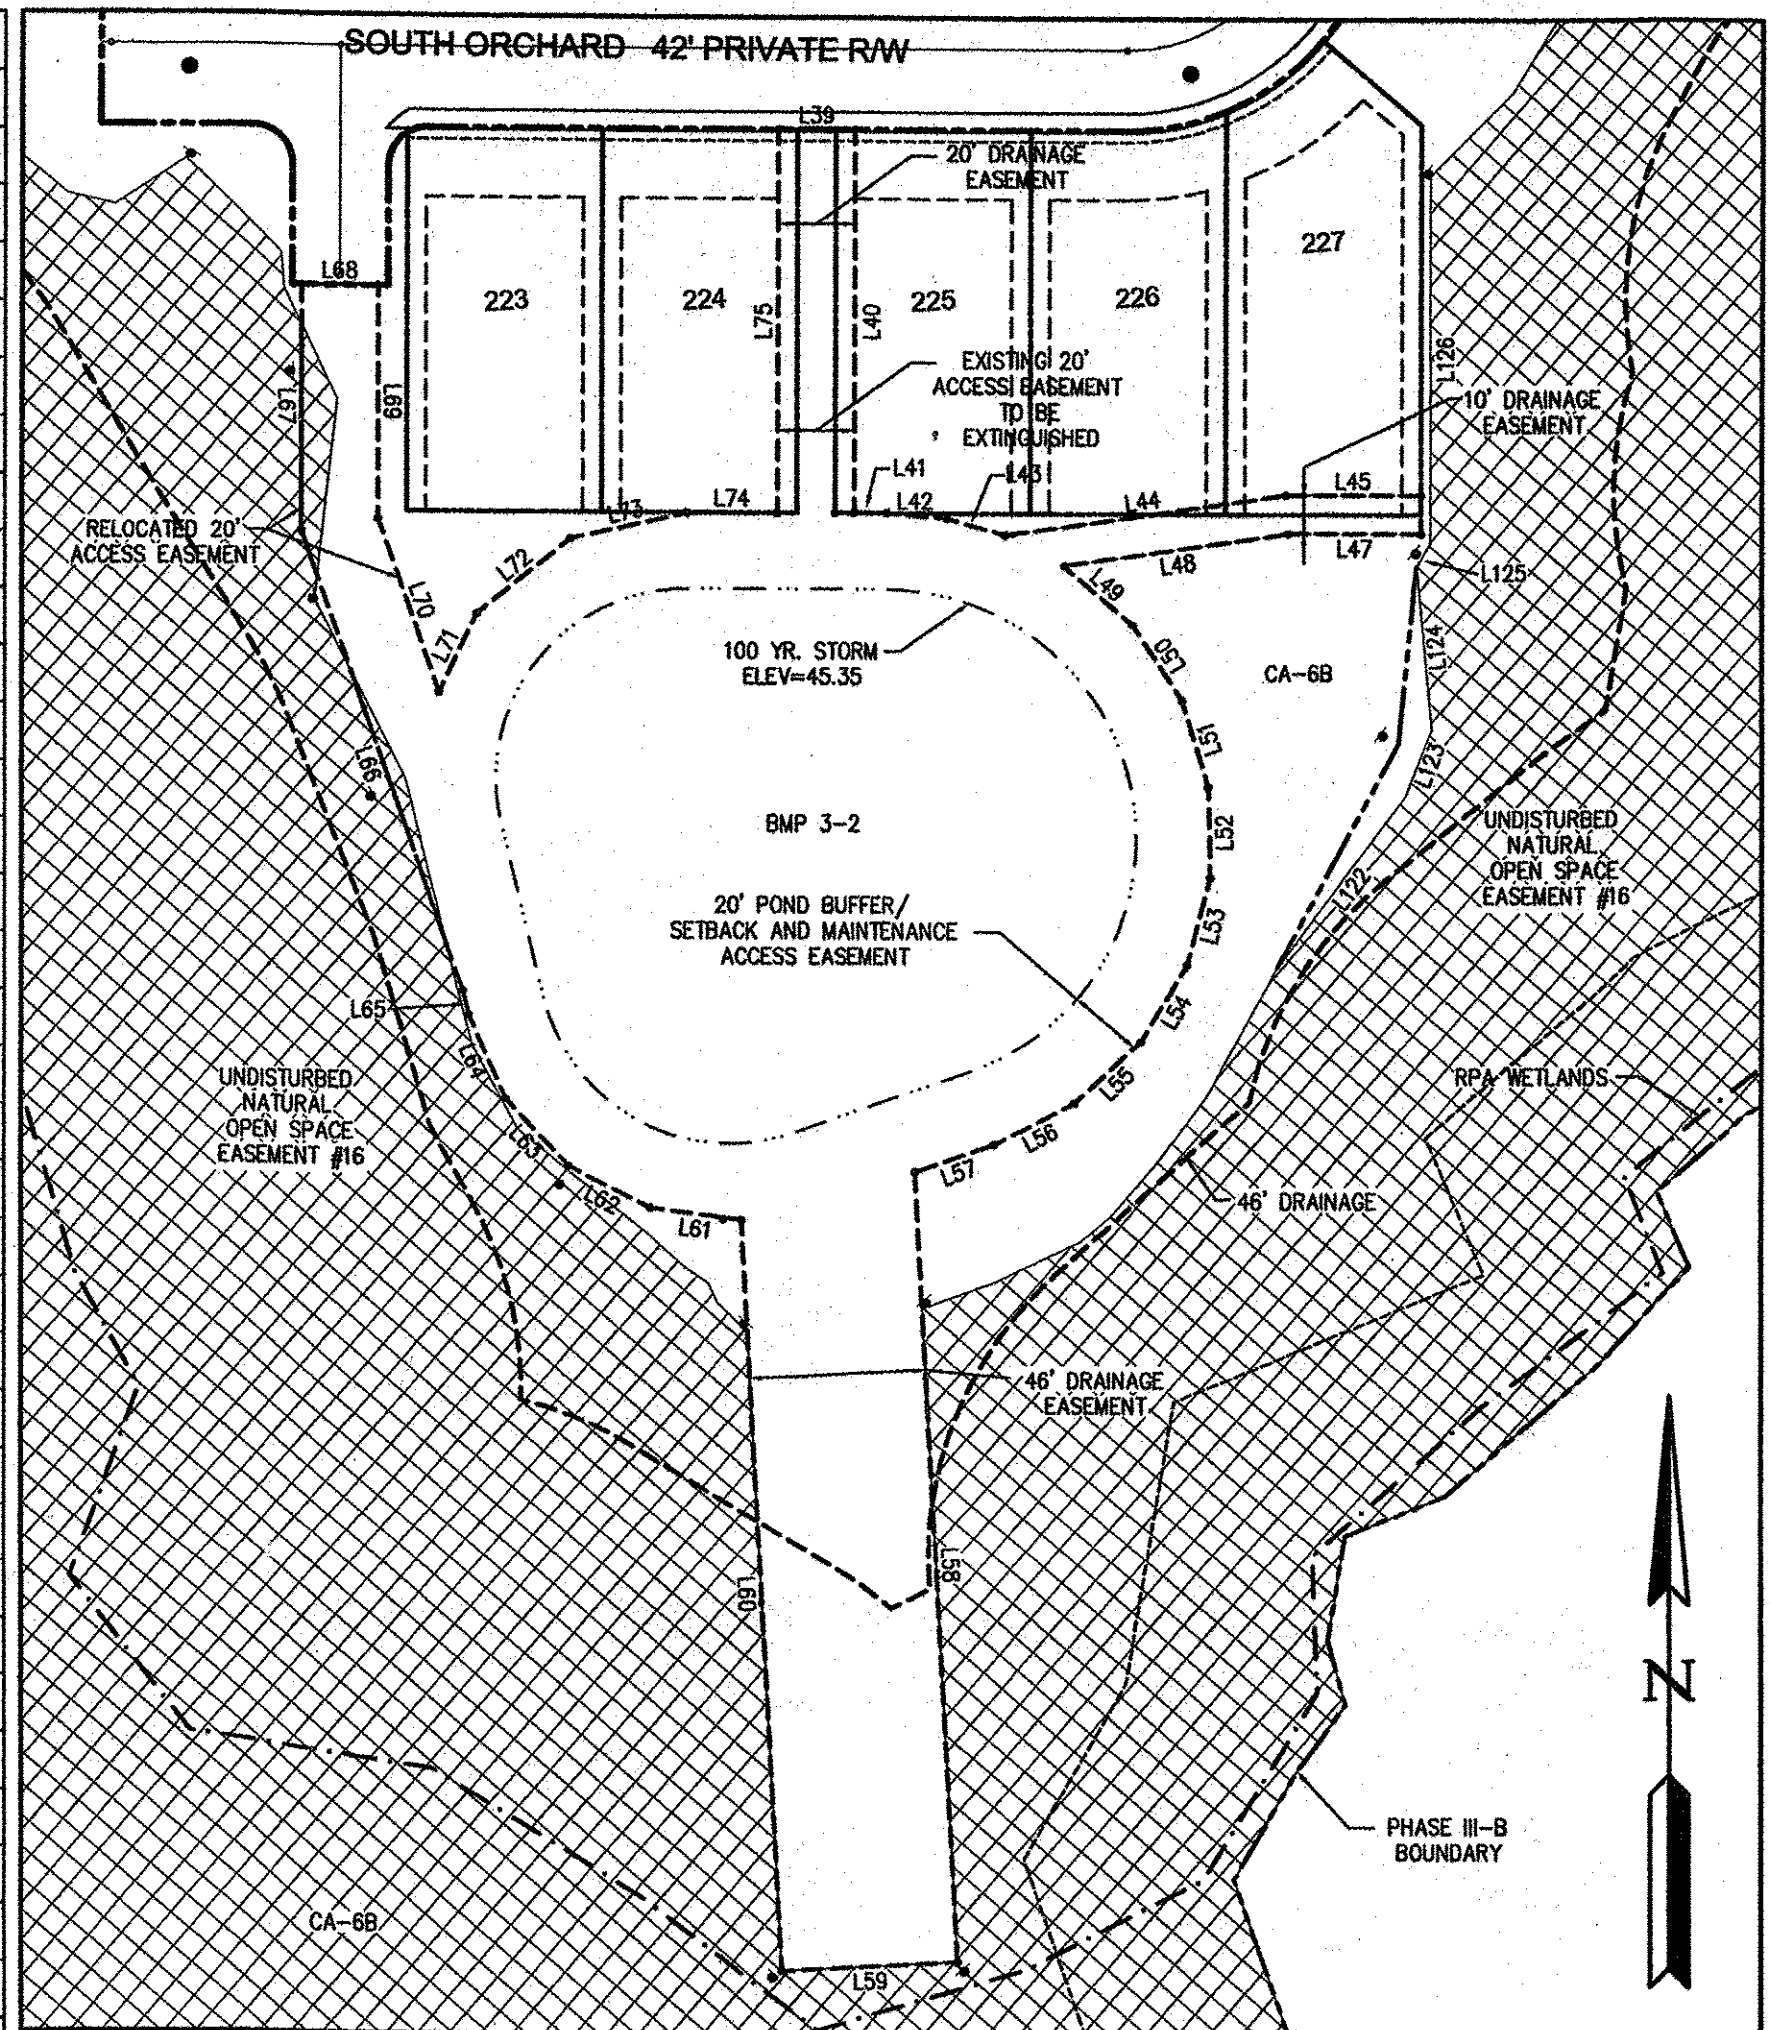 SOUTH ORCHARD 42' PRIVATE R/W
L39
20' DRAINAGE
EASEMENT
227
L68
223
224
L75
L40
225
226
EXISTING 20'
ACCESS EASEMENT
TO BE
EXTINGUISHED
L126
10' DRAINAGE
EASEMENT
L67
L69
L41
L43
L45
L42
L44
L74
L73
RELOCATED 20'
ACCESS EASEMENT
L72
L70
L71
L48
L47
L49
L125
L50
L124
100 YR. STORM
ELEV=45.35
CA-6B
L51
L123
L66
BMP 3-2
L52
UNDISTURBED
NATURAL
OPEN SPACE
EASEMENT #16
L122
20' POND BUFFER/
SETBACK AND MAINTENANCE
ACCESS EASEMENT
L53
L54
L65
L64
L55
RPA WETLANDS
UNDISTURBED
NATURAL
OPEN SPACE
EASEMENT #16
L63
L56
L57
L62
L61
46' DRAINAGE
46' DRAINAGE
EASEMENT
L58
L60
N
PHASE III-B
BOUNDARY
CA-6B
L59